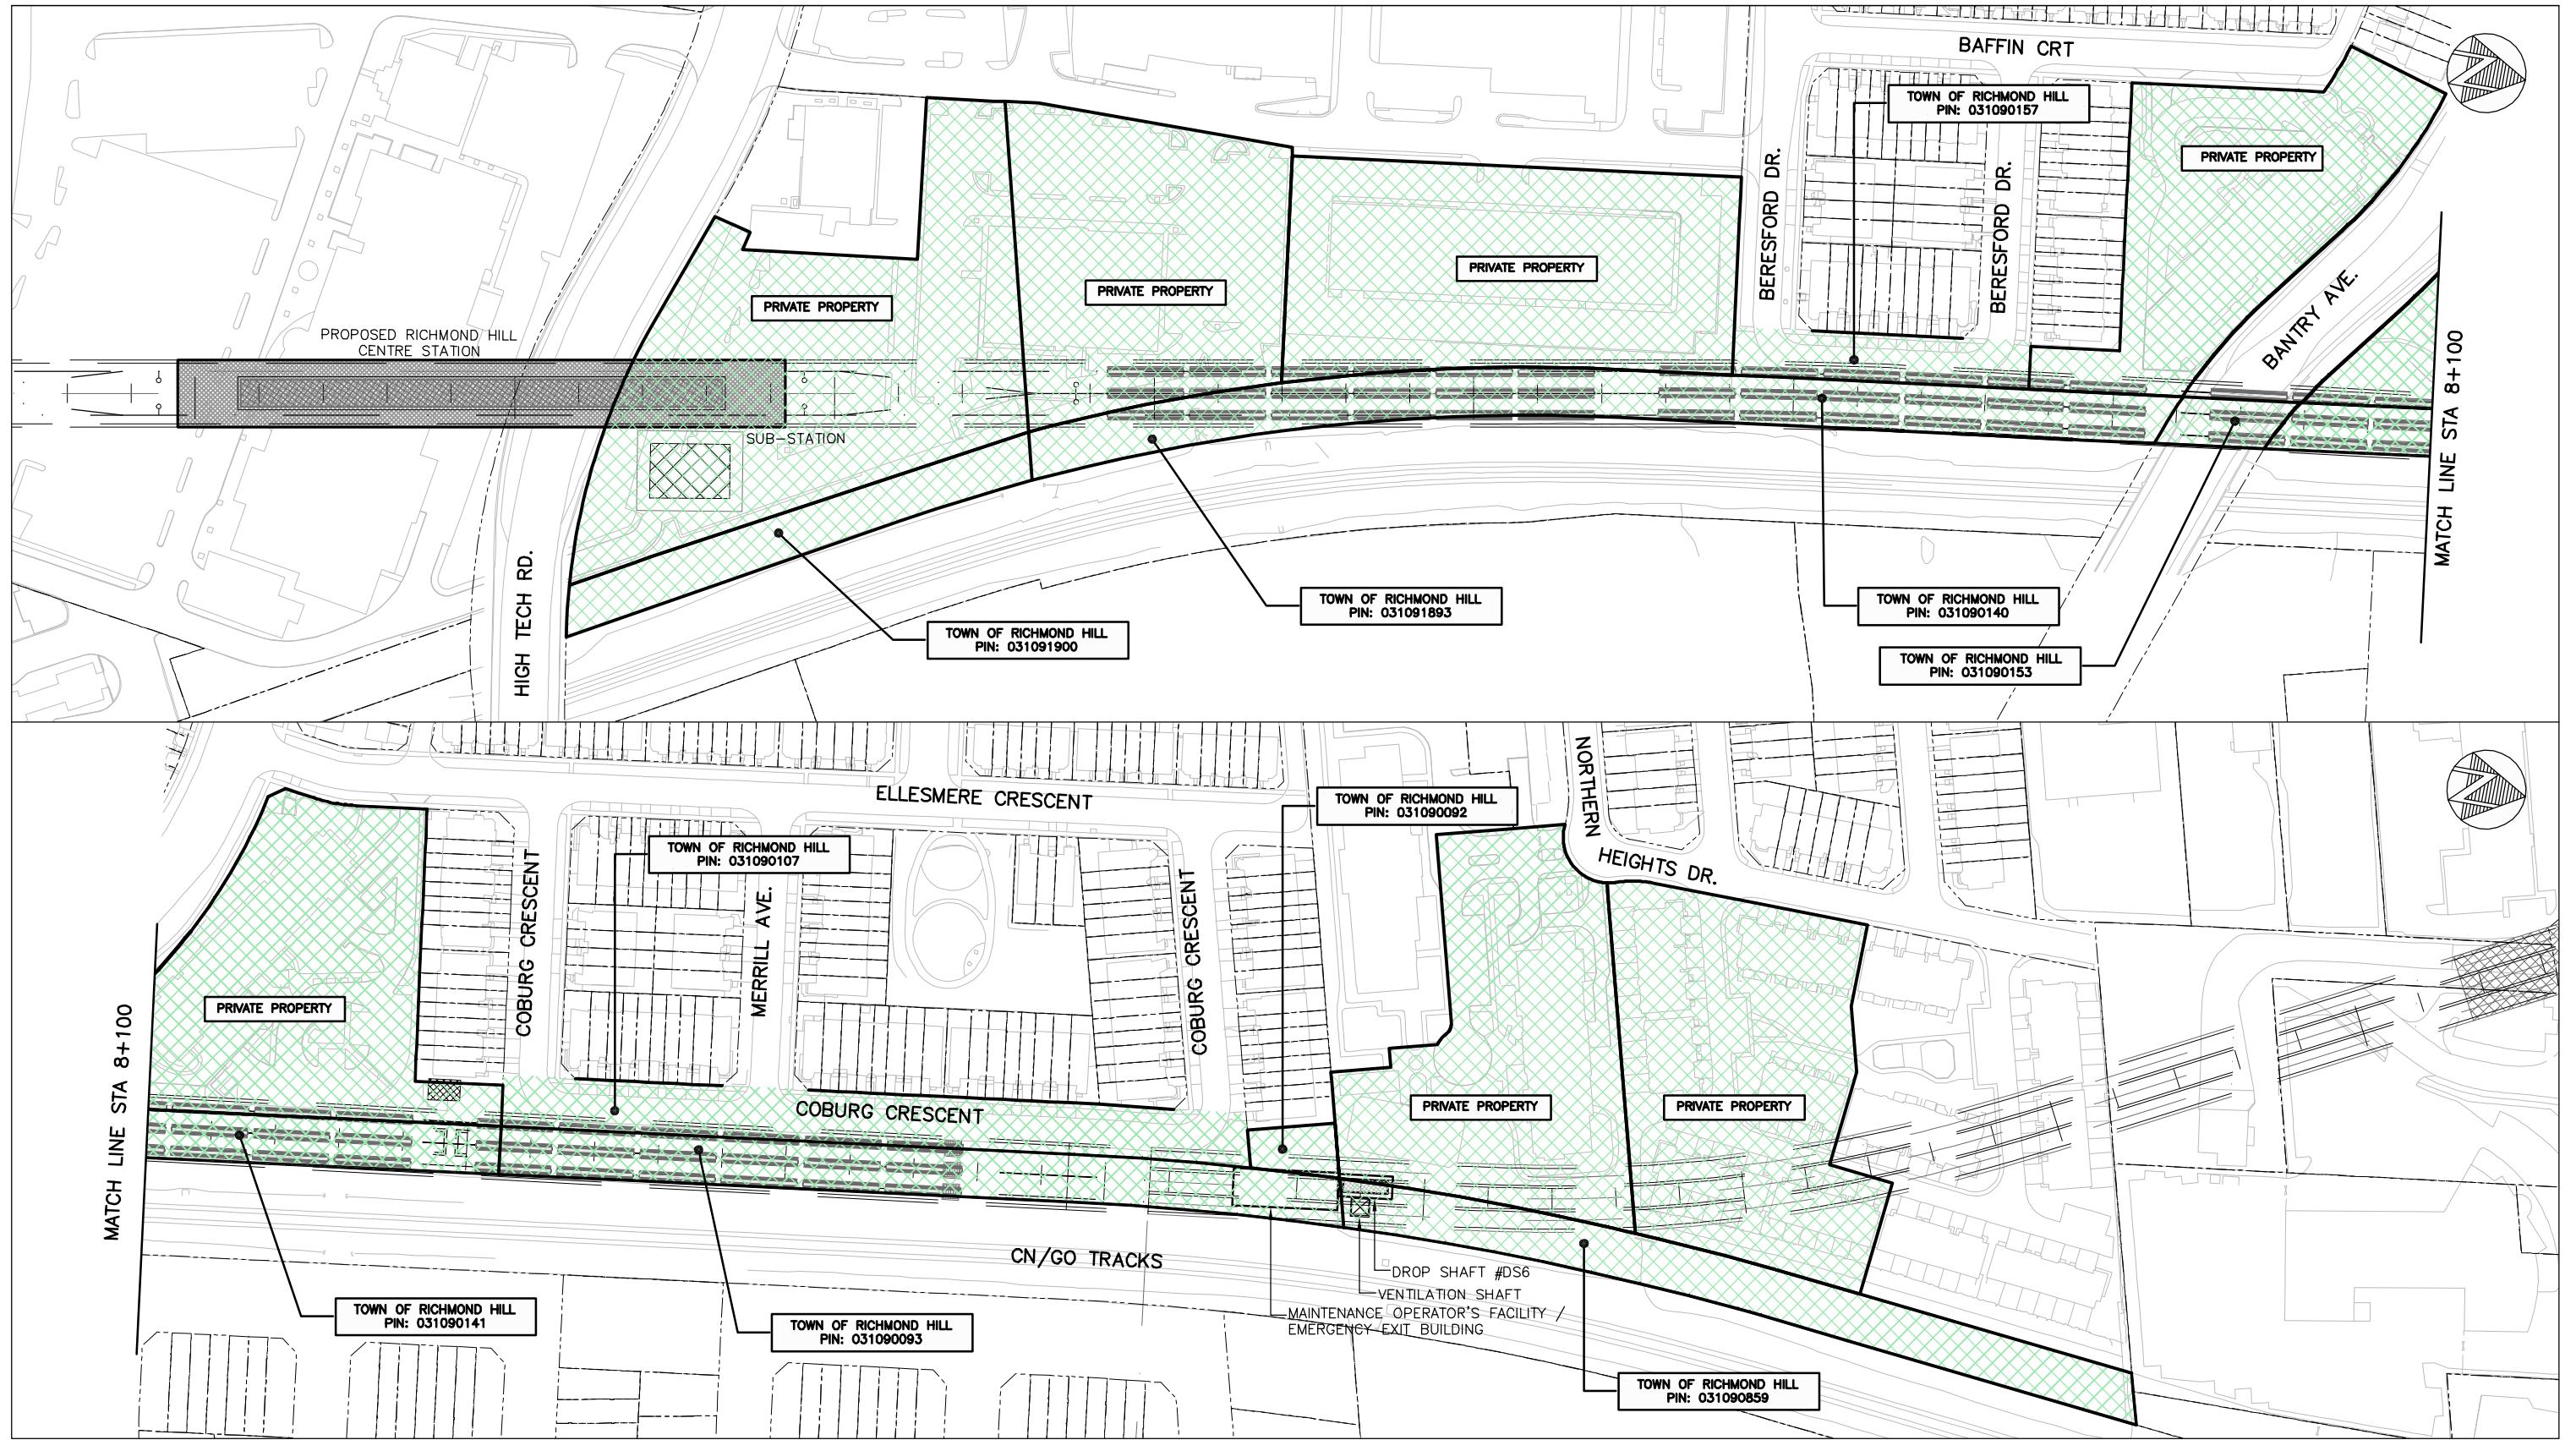 BAFFIN CRT
TOWN OF RICHMOND HILL
PIN: 031090157
PRIVATE PROPERTY
BERESFORD DR.
BERESFORD DR.
PRIVATE PROPERTY
PRIVATE PROPERTY
PRIVATE PROPERTY
BANTRY AVE.
PROPOSED RICHMOND HILL
CENTRE STATION
SUB-STATION
MATCH LINE STA 8+100
HIGH TECH RD.
TOWN OF RICHMOND HILL
PIN: 031091893
TOWN OF RICHMOND HILL
PIN: 031090140
TOWN OF RICHMOND HILL
PIN: 031091900
TOWN OF RICHMOND HILL
PIN: 031090153
ELLESMERE CRESCENT
TOWN OF RICHMOND HILL
PIN: 031090092
NORTHERN
HEIGHTS DR.
TOWN OF RICHMOND HILL
PIN: 031090107
COBURG CRESCENT
MERRILL AVE.
COBURG CRESCENT
PRIVATE PROPERTY
PRIVATE PROPERTY
PRIVATE PROPERTY
COBURG CRESCENT
MATCH LINE STA 8+100
CN/GO TRACKS
DROP SHAFT #DS6
VENTILATION SHAFT
MAINTENANCE OPERATOR'S FACILITY /
EMERGENCY EXIT BUILDING
TOWN OF RICHMOND HILL
PIN: 031090141
TOWN OF RICHMOND HILL
PIN: 031090093
TOWN OF RICHMOND HILL
PIN: 031090859